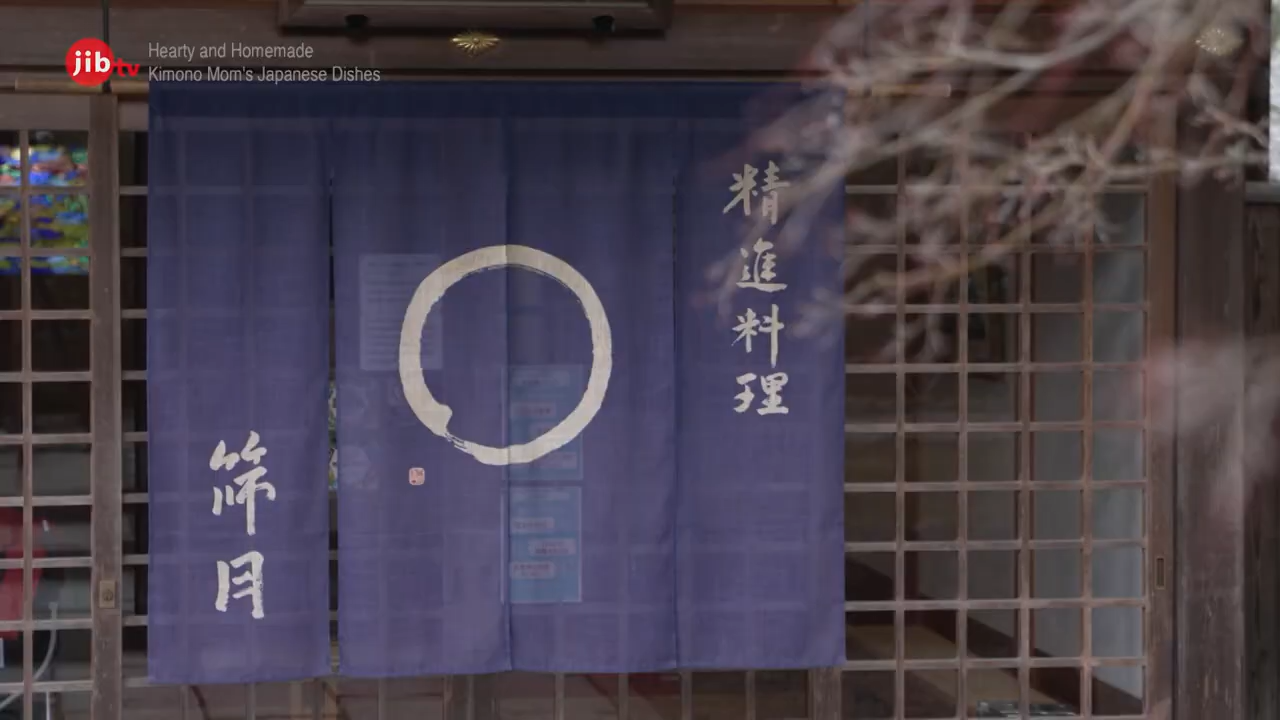 jibtv
Hearty and Homemade
Kimono Mom's Japanese Dishes
精進料理
篩月